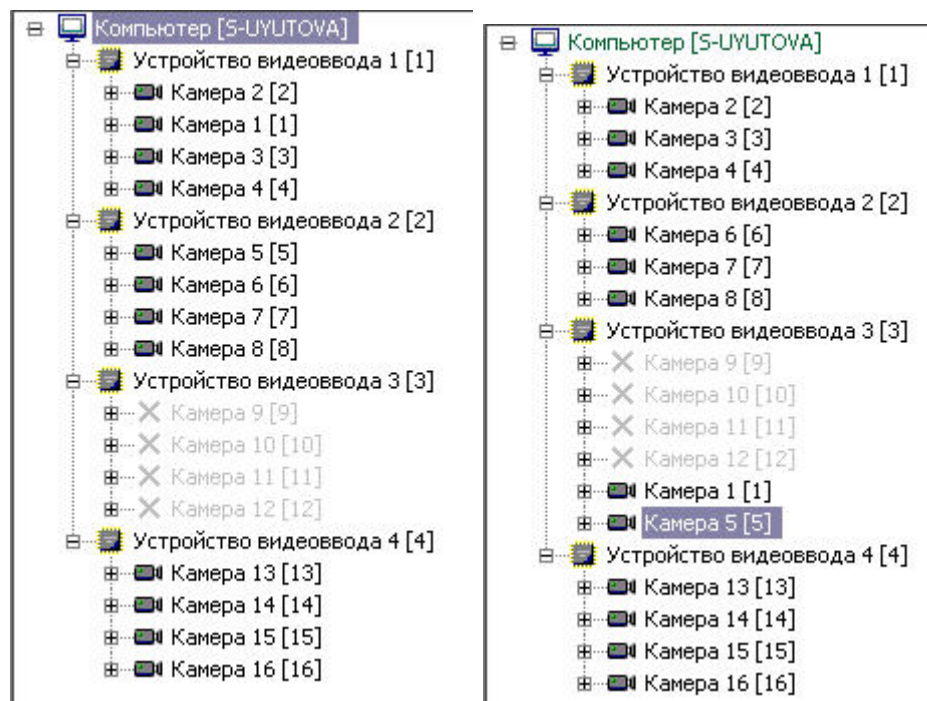 Компьютер [S-UYUTOVA]
Устройство видеоввода 1 [1]
Камера 2 [2]
Камера 1 [1]
Камера 3 [3]
Камера 4 [4]
Устройство видеоввода 2 [2]
Камера 5 [5]
Камера 6 [6]
Камера 7 [7]
Камера 8 [8]
Устройство видеоввода 3 [3]
Камера 9 [9]
Камера 10 [10]
Камера 11 [11]
Камера 12 [12]
Устройство видеоввода 4 [4]
Камера 13 [13]
Камера 14 [14]
Камера 15 [15]
Камера 16 [16]
Компьютер [S-UYUTOVA]
Устройство видеоввода 1 [1]
Камера 2 [2]
Камера 3 [3]
Камера 4 [4]
Устройство видеоввода 2 [2]
Камера 6 [6]
Камера 7 [7]
Камера 8 [8]
Устройство видеоввода 3 [3]
Камера 9 [9]
Камера 10 [10]
Камера 11 [11]
Камера 12 [12]
Камера 1 [1]
Камера 5 [5]
Устройство видеоввода 4 [4]
Камера 13 [13]
Камера 14 [14]
Камера 15 [15]
Камера 16 [16]